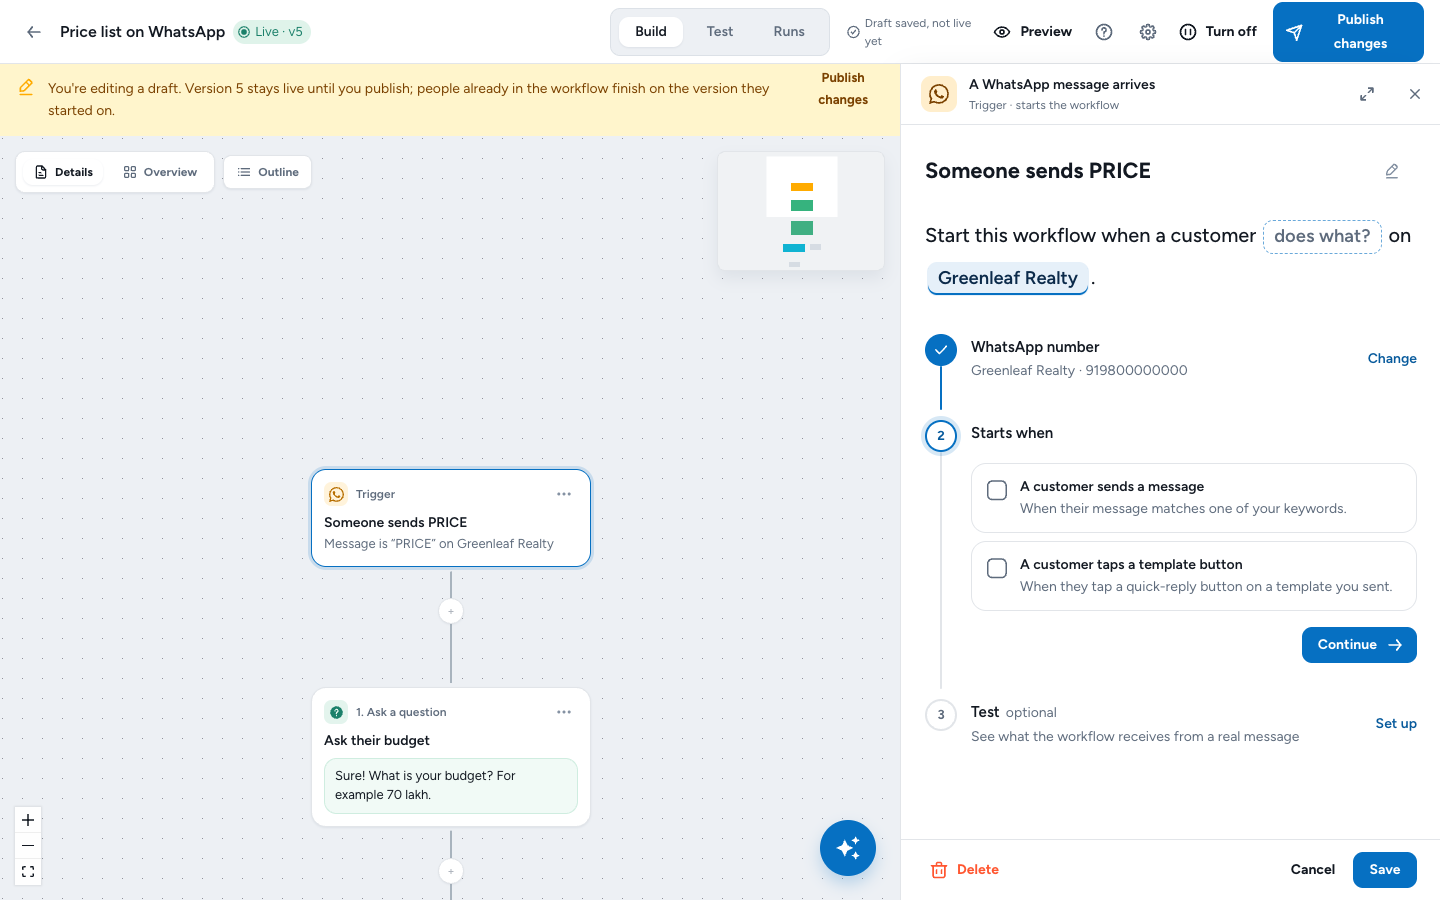 Price list on WhatsApp
Live · v5
Build
Test
Runs
Draft saved, not live
yet
Preview
Turn off
Publish
changes
You're editing a draft. Version 5 stays live until you publish; people already in the workflow finish on the version they
started on.
Publish
changes
Details
Overview
Outline
Trigger
Someone sends PRICE
Message is "PRICE" on Greenleaf Realty
1. Ask a question
Ask their budget
Sure! What is your budget? For
example 70 lakh.
A WhatsApp message arrives
Trigger · starts the workflow
Someone sends PRICE
Start this workflow when a customer does what? on
Greenleaf Realty .
WhatsApp number
Greenleaf Realty · 919800000000
Change
2
Starts when
A customer sends a message
When their message matches one of your keywords.
A customer taps a template button
When they tap a quick-reply button on a template you sent.
Continue
3
Test optional
See what the workflow receives from a real message
Set up
Delete
Cancel
Save